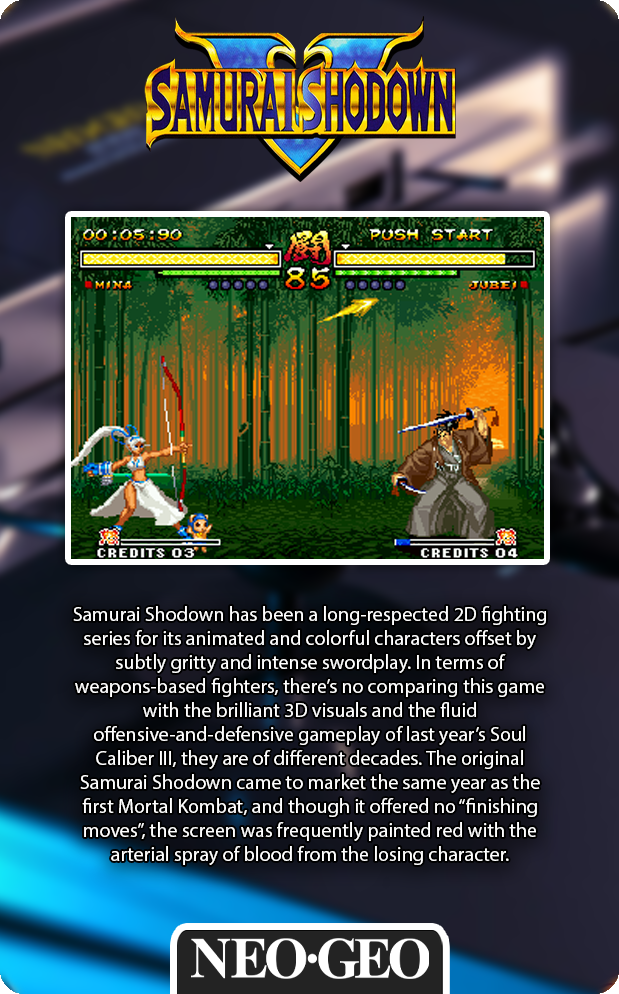 V
SAMURAI SHODOWN
00:05:90
闘
PUSH START
85
MINA
JUBEI
CREDITS 03
CREDITS 04
Samurai Shodown has been a long-respected 2D fighting
series for its animated and colorful characters offset by
subtly gritty and intense swordplay. In terms of
weapons-based fighters, there’s no comparing this game
with the brilliant 3D visuals and the fluid
offensive-and-defensive gameplay of last year’s Soul
Caliber III, they are of different decades. The original
Samurai Shodown came to market the same year as the
first Mortal Kombat, and though it offered no “finishing
moves”, the screen was frequently painted red with the
arterial spray of blood from the losing character.
NEO•GEO